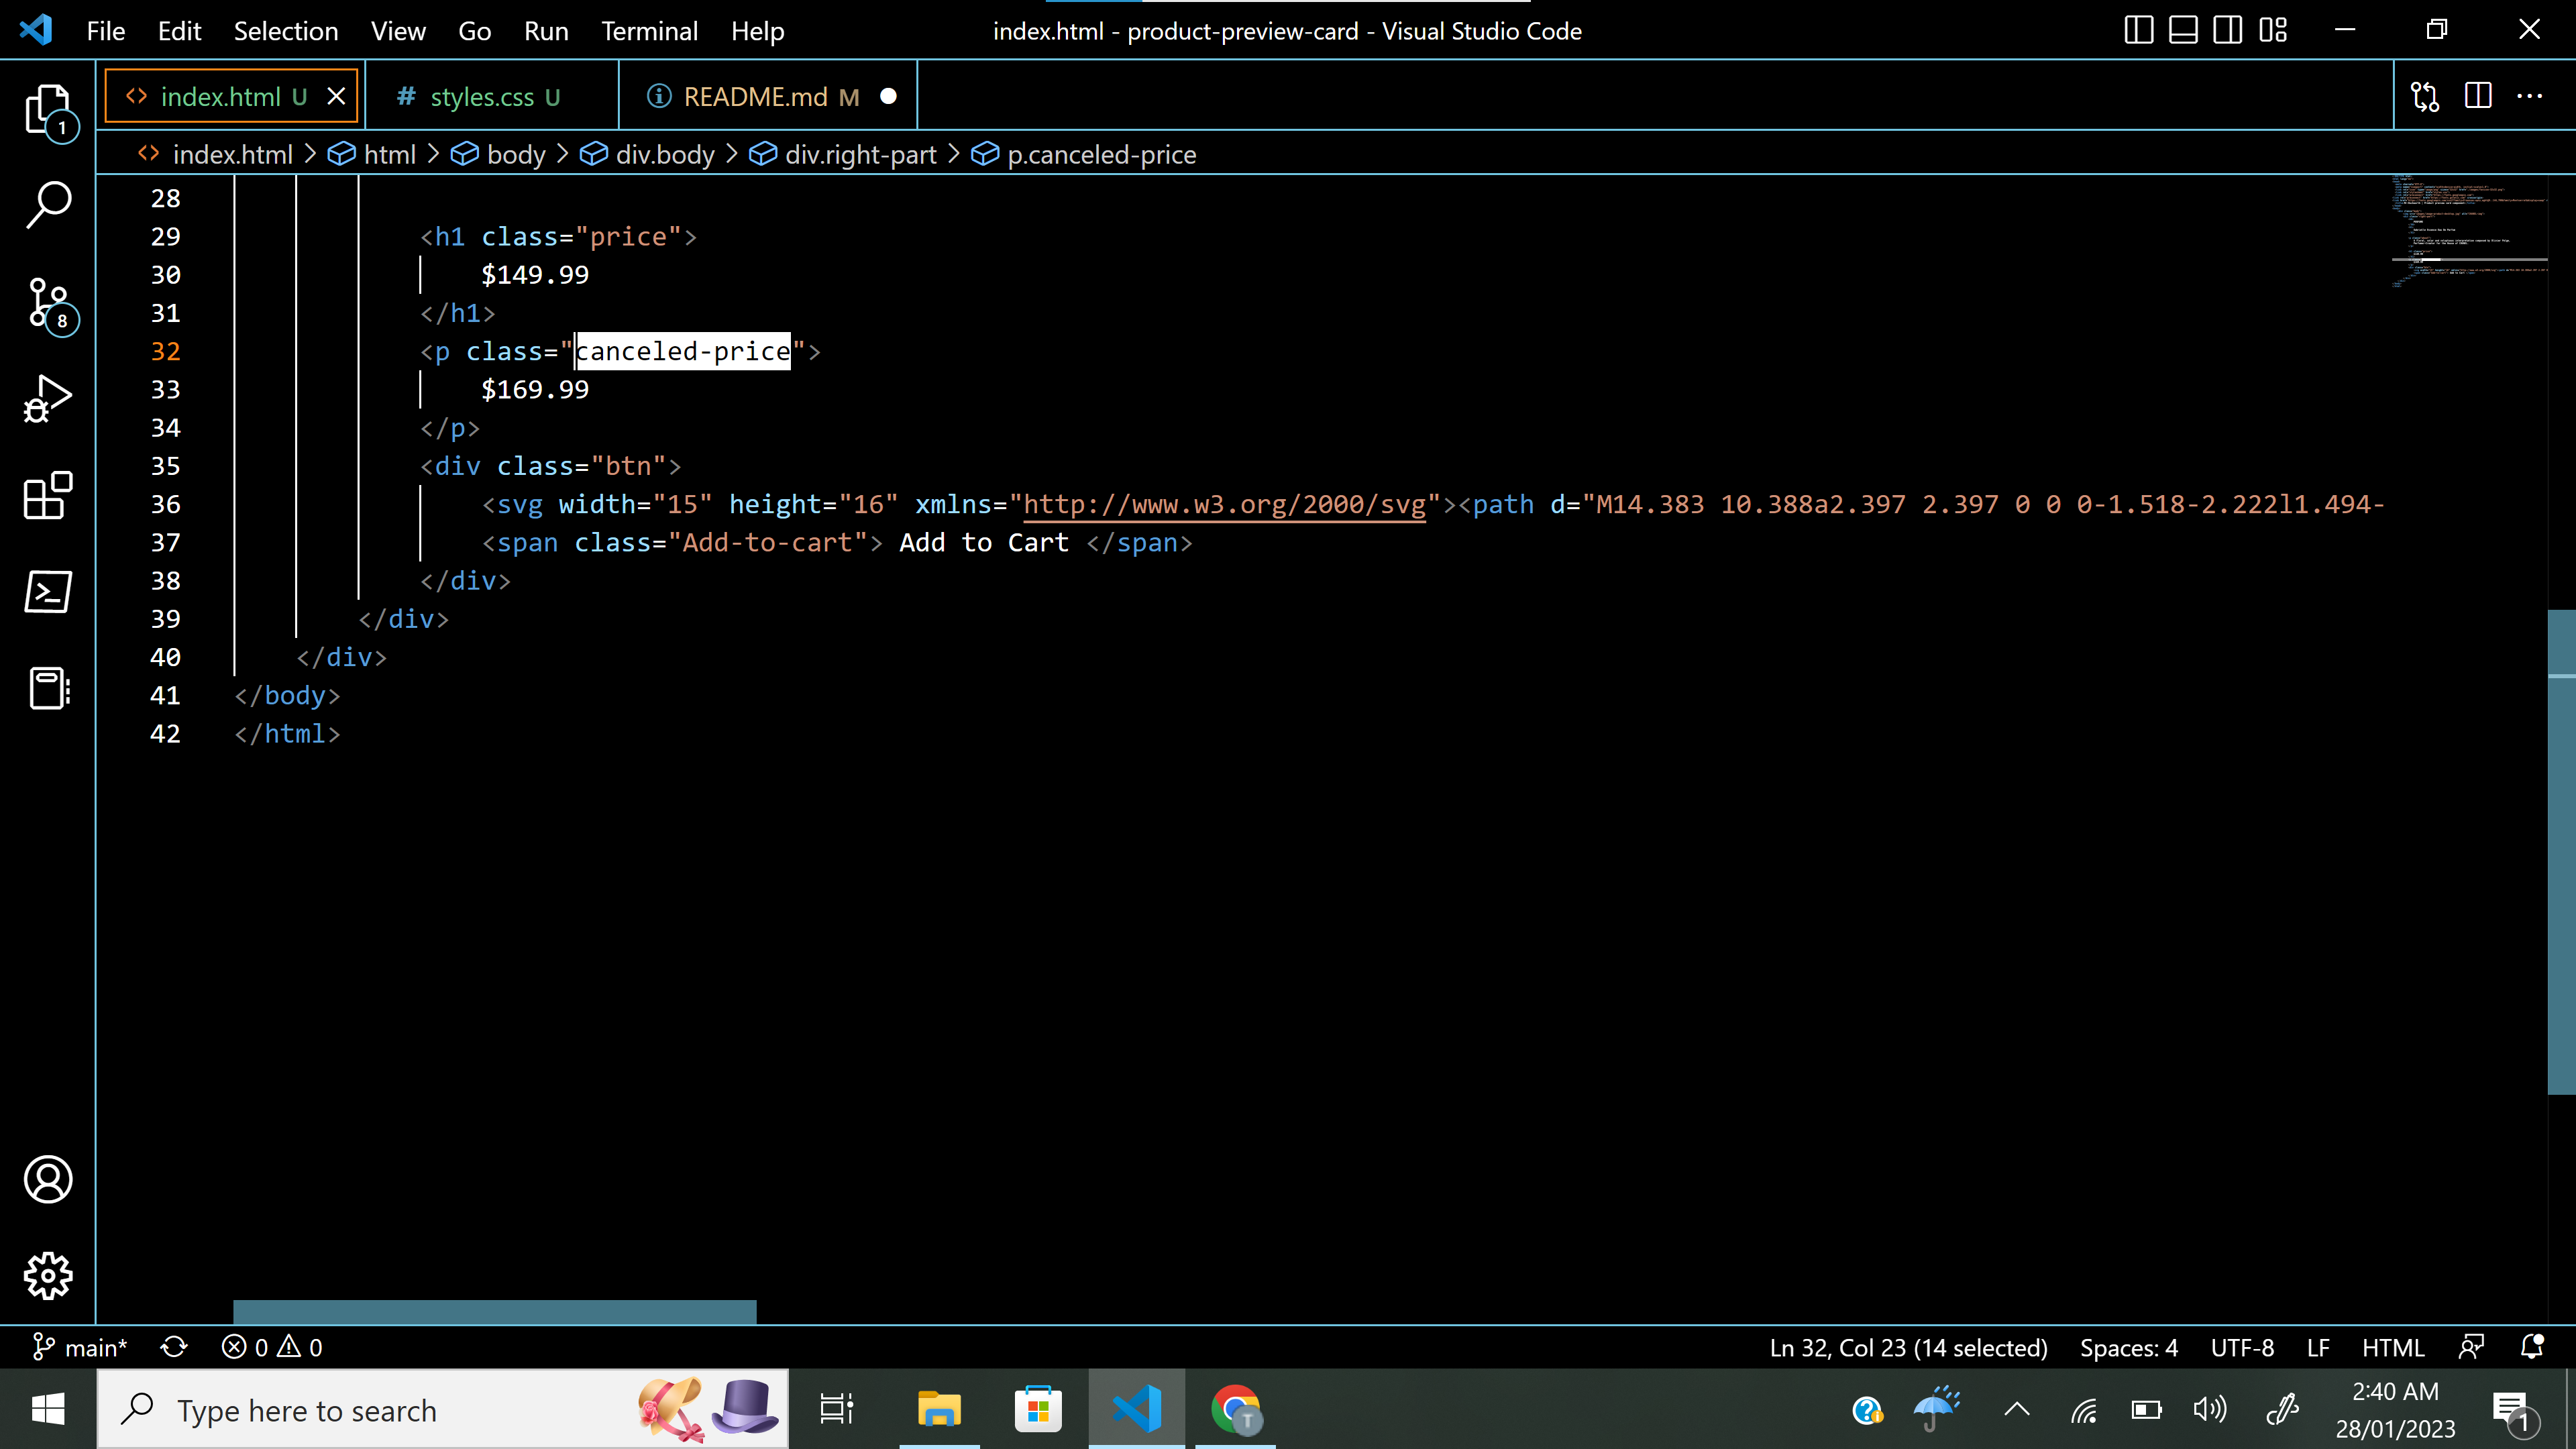 File Edit Selection View Go Run Terminal Help index.html - product-preview-card - Visual Studio Code
index.html U styles.css U README.md M
index.html > html > body > div.body > div.right-part > p.canceled-price
1
8
28
29 <h1 class="price">
30 $149.99
31 </h1>
32 <p class="canceled-price">
33 $169.99
34 </p>
35 <div class="btn">
36 <svg width="15" height="16" xmlns="http://www.w3.org/2000/svg"><path d="M14.383 10.388a2.397 2.397 0 0 0-1.518-2.222l1.494-
37 <span class="Add-to-cart"> Add to Cart </span>
38 </div>
39 </div>
40 </div>
41 </body>
42 </html>
main* 0 0 Ln 32, Col 23 (14 selected) Spaces: 4 UTF-8 LF HTML
Type here to search
T
2:40 AM
28/01/2023
1